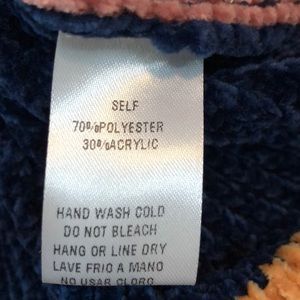 SELF
70%POLYESTER
30%ACRYLIC
HAND WASH COLD
DO NOT BLEACH
HANG OR LINE DRY
LAVE FRIO A MANO
NO USAR CLORO